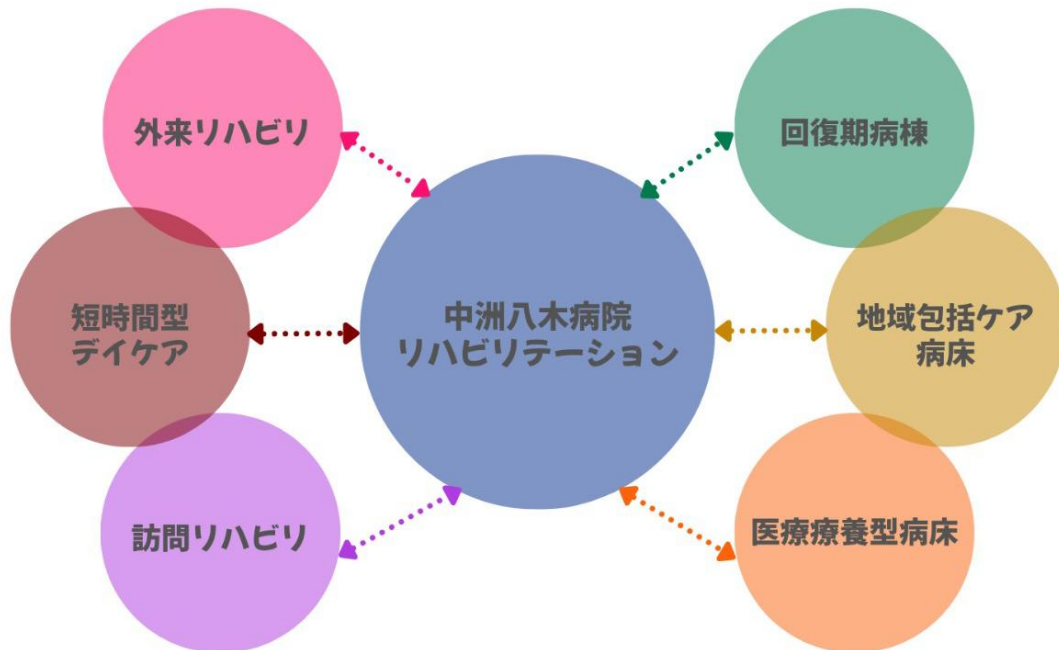 外来リハビリ
回復期病棟
短時間型
デイケア
中洲八木病院
リハビリテーション
地域包括ケア
病床
訪問リハビリ
医療療養型病床